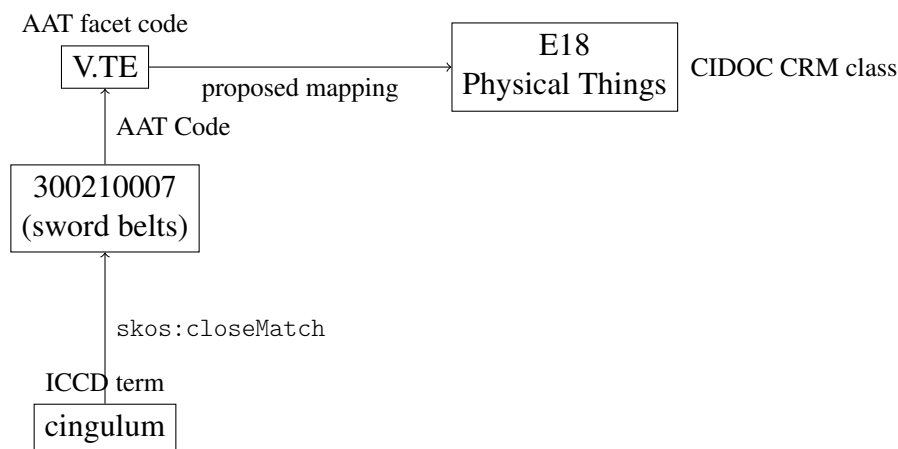 AAT facet code
V.TE
E18
Physical Things
CIDOC CRM class
proposed mapping
AAT Code
300210007
(sword belts)
skos:closeMatch
ICCD term
cingulum